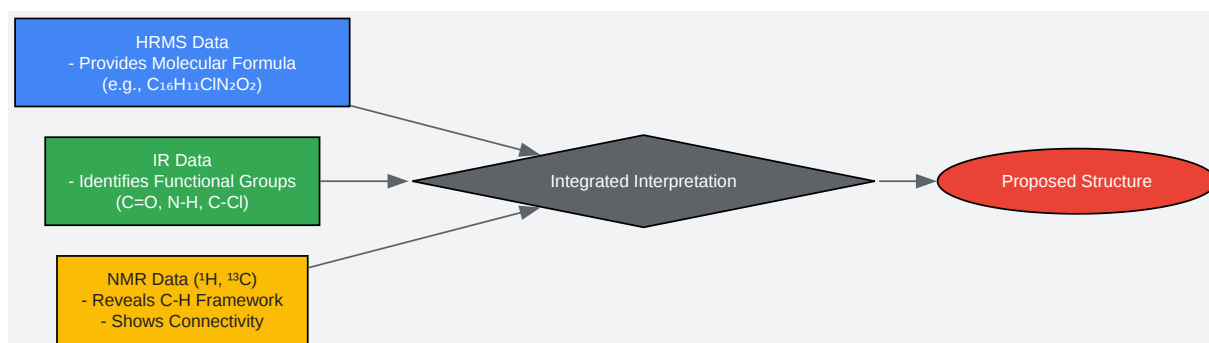 HRMS Data
- Provides Molecular Formula
(e.g., C₁₆H₁₁ClN₂O₂)
IR Data
- Identifies Functional Groups
(C=O, N-H, C-Cl)
NMR Data (¹H, ¹³C)
- Reveals C-H Framework
- Shows Connectivity
Integrated Interpretation
Proposed Structure